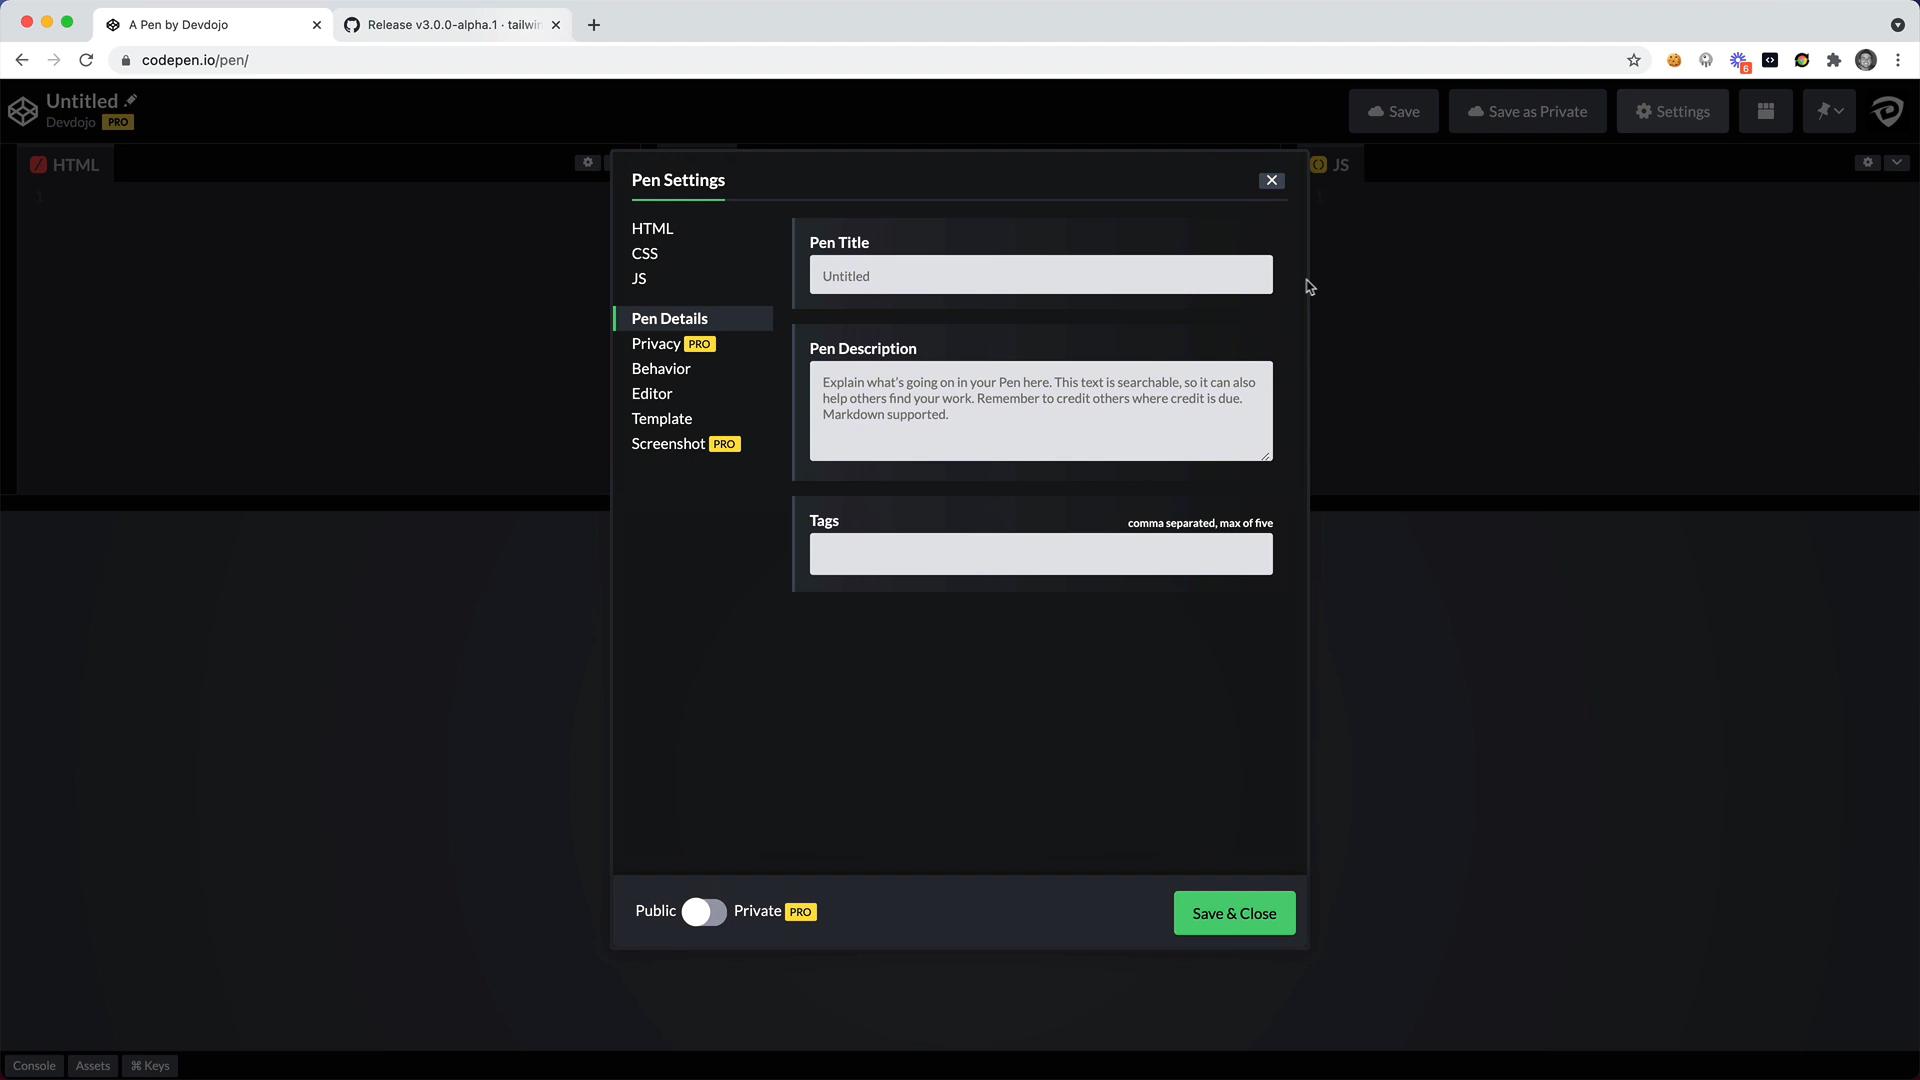 A Pen by Devdojo
Release v3.0.0-alpha.1 · tailwin
codepen.io/pen/
6
Untitled
Devdojo PRO
Save
Save as Private
Settings
HTML
JS
1
1
Pen Settings
HTML
CSS
JS
Pen Details
Privacy PRO
Behavior
Editor
Template
Screenshot PRO
Pen Title
Untitled
Pen Description
Explain what's going on in your Pen here. This text is searchable, so it can also
help others find your work. Remember to credit others where credit is due.
Markdown supported.
Tags
comma separated, max of five
Public
Private PRO
Save & Close
Console
Assets
⌘ Keys